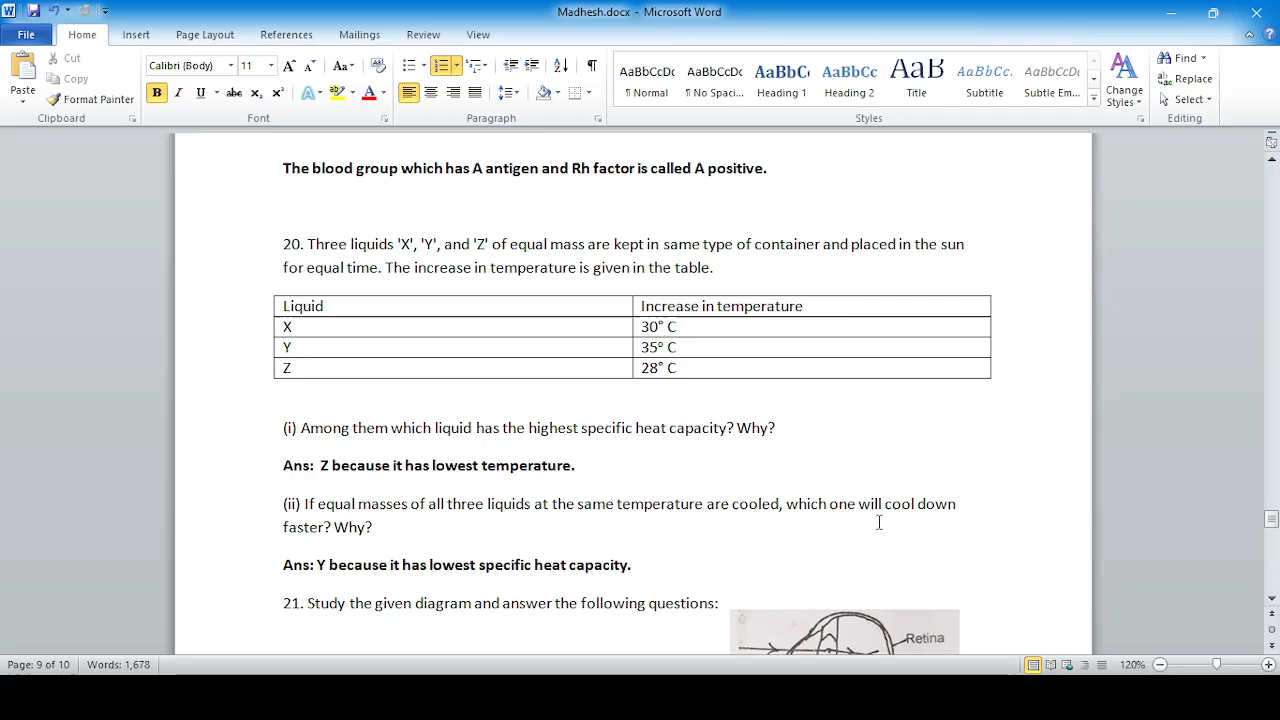 Madhesh.docx - Microsoft Word
File Home Insert Page Layout References Mailings Review View
Paste
Cut
Copy
Format Painter
Clipboard
Calibri (Body) 11
B I U abc
Font
Paragraph
AaBbCcDc AaBbCcDc AaBbCc AaBbCc AaB AaBbCc. AaBbCcDc
¶ Normal ¶ No Spaci... Heading 1 Heading 2 Title Subtitle Subtle Em...
Change
Styles
Styles
Find
Replace
Select
Editing
The blood group which has A antigen and Rh factor is called A positive.
20. Three liquids 'X', 'Y', and 'Z' of equal mass are kept in same type of container and placed in the sun
for equal time. The increase in temperature is given in the table.
Liquid Increase in temperature
X 30° C
Y 35° C
Z 28° C
(i) Among them which liquid has the highest specific heat capacity? Why?
Ans: Z because it has lowest temperature.
(ii) If equal masses of all three liquids at the same temperature are cooled, which one will cool down
faster? Why?
Ans: Y because it has lowest specific heat capacity.
21. Study the given diagram and answer the following questions:
Retina
Page: 9 of 10 Words: 1,678 120%